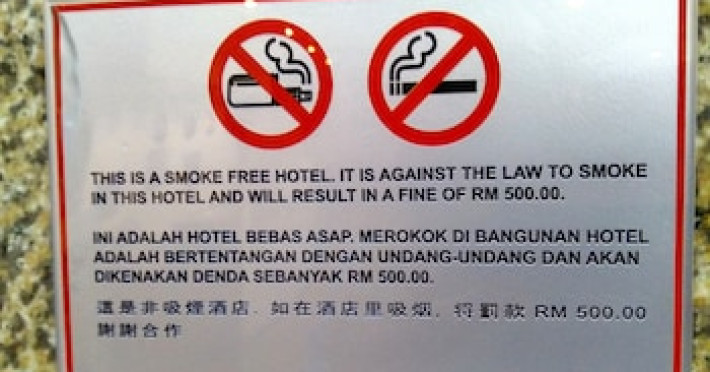 THIS IS A SMOKE FREE HOTEL. IT IS AGAINST THE LAW TO SMOKE
IN THIS HOTEL AND WILL RESULT IN A FINE OF RM 500.00.
INI ADALAH HOTEL BEBAS ASAP. MEROKOK DI BANGUNAN HOTEL
ADALAH BERTENTANGAN DENGAN UNDANG-UNDANG DAN AKAN
DIKENAKAN DENDA SEBANYAK RM 500.00.
這是非吸煙酒店. 如在酒店里吸烟, 将罰款 RM 500.00
謝謝合作